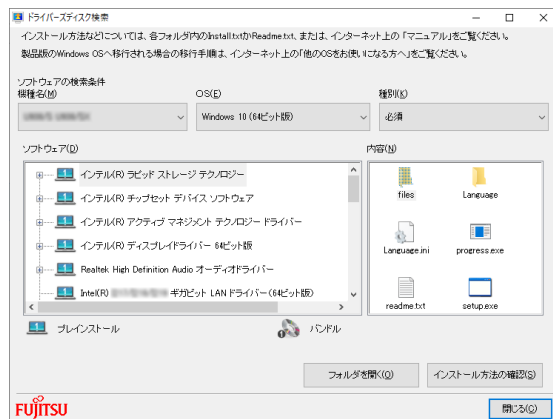 ドライバーズディスク検索
インストール方法などについては、各フォルダ内のInstall.txtかReadme.txt、または、インターネット上の「マニュアル」をご覧ください。
製品版のWindows OSへ移行される場合の移行手順は、インターネット上の「他のOSをお使いになる方へ」をご覧ください。
ソフトウェアの検索条件
機種名(M) OS(E) 種別(K)
Windows 10 (64ビット版) 必須
ソフトウェア(D) 内容(N)
インテル(R) ラピッド ストレージ テクノロジー
インテル(R) チップセット デバイス ソフトウェア
インテル(R) アクティブ マネジメント テクノロジー ドライバー
インテル(R) ディスプレイドライバー 64ビット版
Realtek High Definition Audio オーディオドライバー
Intel(R) ギガビット LAN ドライバー(64ビット版)
files Language
Language.ini progress.exe
readme.txt setup.exe
プレインストール バンドル
フォルダを開く(O) インストール方法の確認(S)
FUJITSU 閉じる(C)